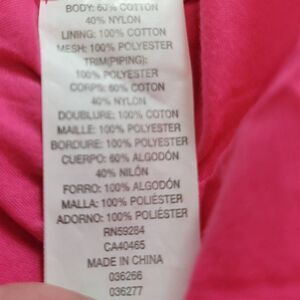 BODY: 60% COTTON
40% NYLON
LINING: 100% COTTON
MESH: 100% POLYESTER
TRIM(PIPING):
100% POLYESTER
CORPS: 60% COTON
40% NYLON
DOUBLURE: 100% COTON
MAILLE: 100% POLYESTER
BORDURE: 100% POLYESTER
CUERPO: 60% ALGODÓN
40% NILÓN
FORRO: 100% ALGODÓN
MALLA: 100% POLIÉSTER
ADORNO: 100% POLIÉSTER
RN59284
CA40465
MADE IN CHINA
036266
036277